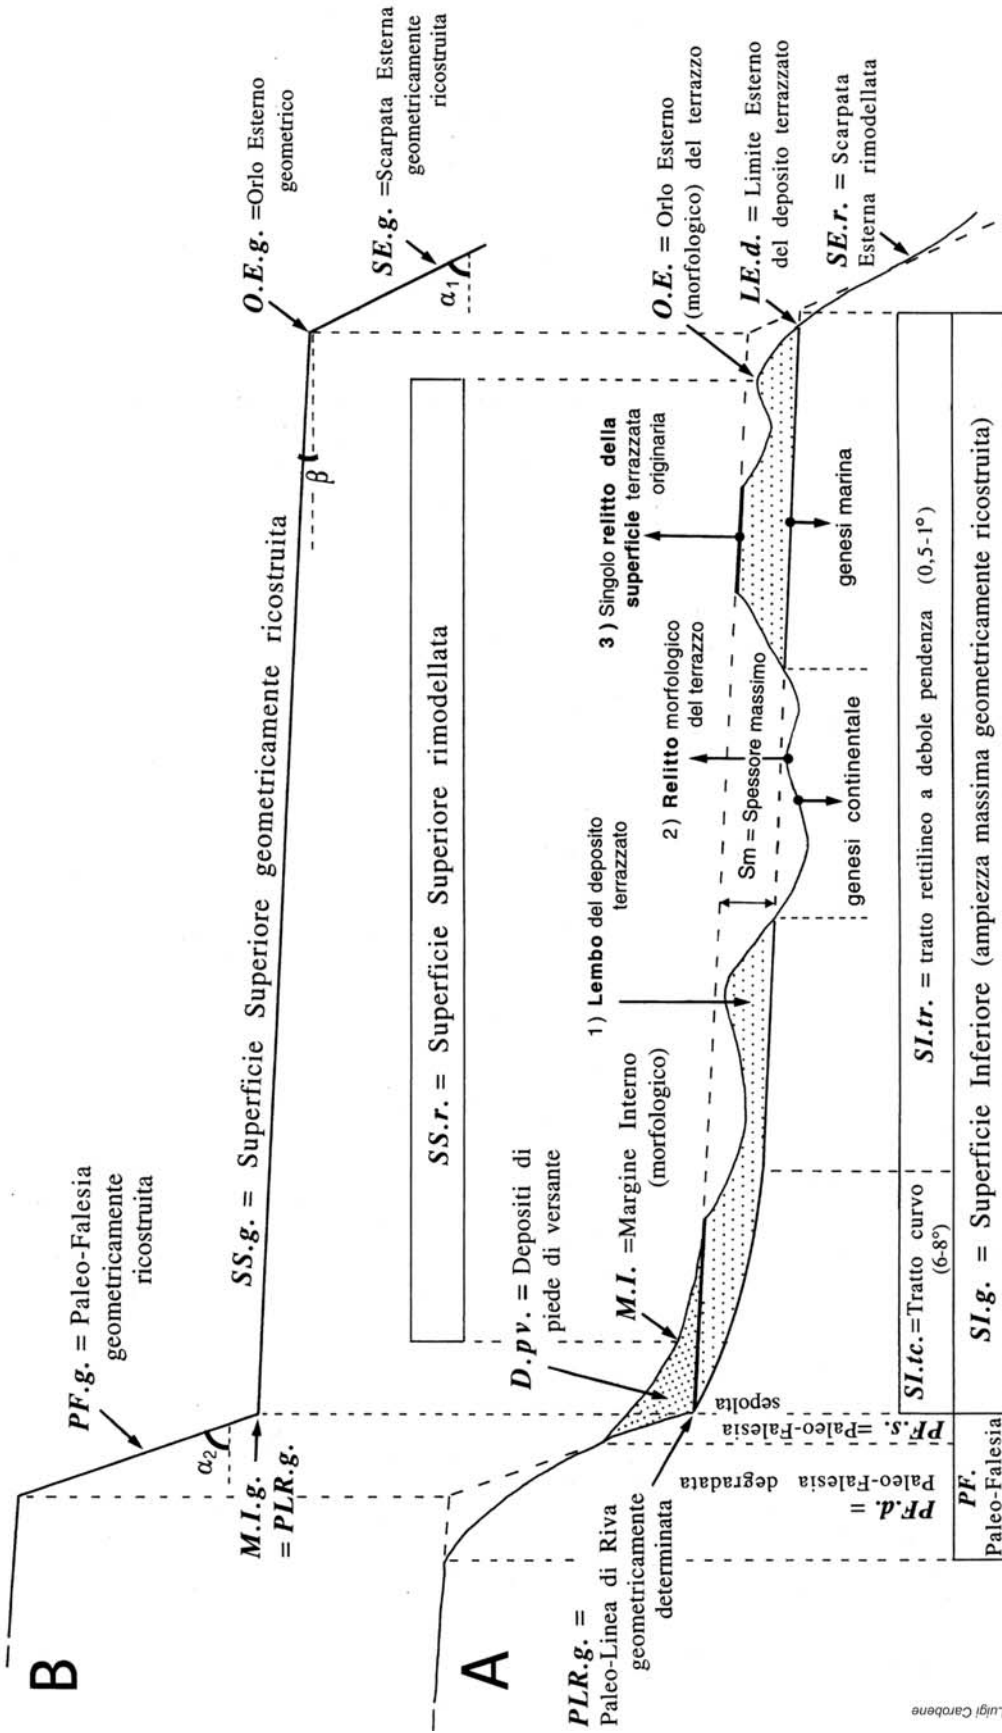 B
PF.g. = Paleo-Falesia
geometricamente
ricostruita
α2
M.I.g.
= PLR.g.
SS.g. = Superficie Superiore geometricamente ricostruita
β
O.E.g. =Orlo Esterno
geometrico
SE.g. =Scarpata Esterna
geometricamente
ricostruita
α1
SS.r. = Superficie Superiore rimodellata
A
PLR.g. =
Paleo-Linea di Riva
geometricamente
determinata
D.pv. = Depositi di
piede di versante
M.I. =Margine Interno
(morfologico)
1) Lembo del deposito
terrazzato
2) Relitto morfologico
del terrazzo
3 ) Singolo relitto della
superficie terrazzata
originaria
Sm = Spessore massimo
genesi continentale
genesi marina
O.E. = Orlo Esterno
(morfologico) del terrazzo
LE.d. = Limite Esterno
del deposito terrazzato
SE.r. = Scarpata
Esterna rimodellata
PF.d. =
Paleo-Falesia degradata
PF.s. =Paleo-Falesia
sepolta
SI.tc.=Tratto curvo
(6-8°)
SI.tr. = tratto rettilineo a debole pendenza (0,5-1°)
PF.
Paleo-Falesia
SI.g. = Superficie Inferiore (ampiezza massima geometricamente ricostruita)
Luigi Carobene